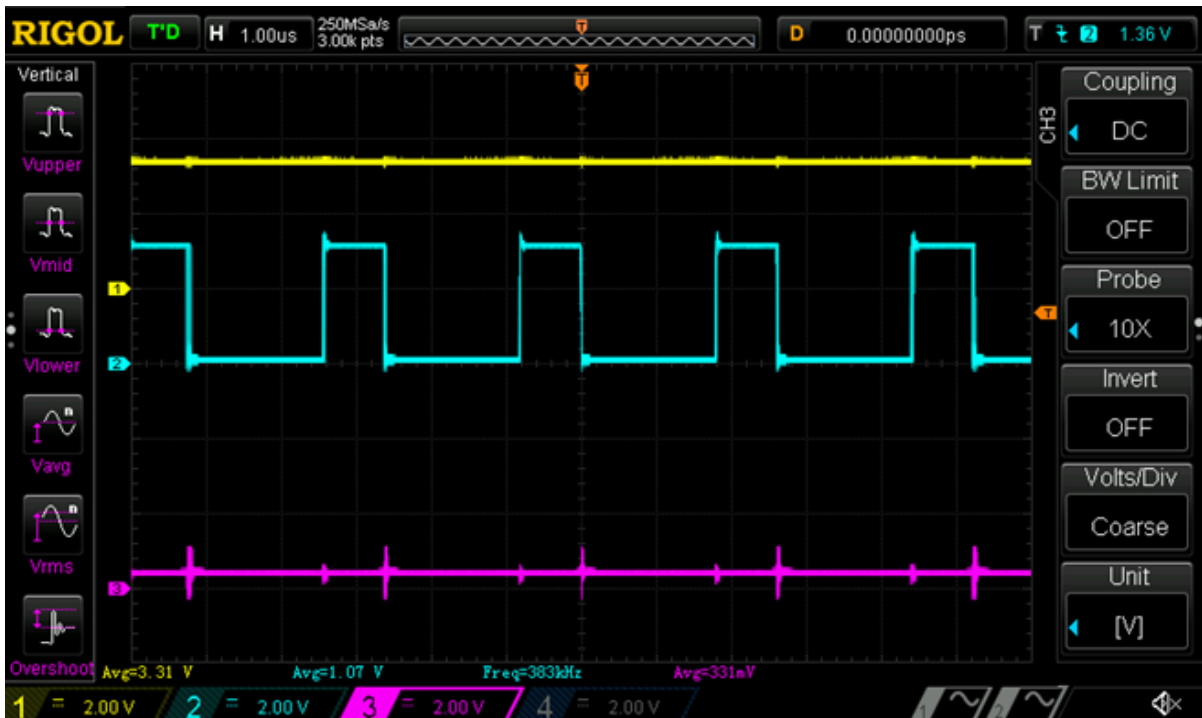 RIGOL T'D H 1.00us 250MSa/s 3.00k pts T D 0.00000000ps T 2 1.36 V
Vertical
T
Vupper
Vmid
Vlower
n
Vavg
n
Vrms
Overshoot
1
2
3
T
CH3
Coupling
DC
BW Limit
OFF
Probe
10X
Invert
OFF
Volts/Div
Coarse
Unit
[V]
Avg=3.31 V Avg=1.07 V Freq=383kHz Avg=331mV
1 = 2.00 V 2 = 2.00 V 3 = 2.00 V 4 = 2.00 V 1 2